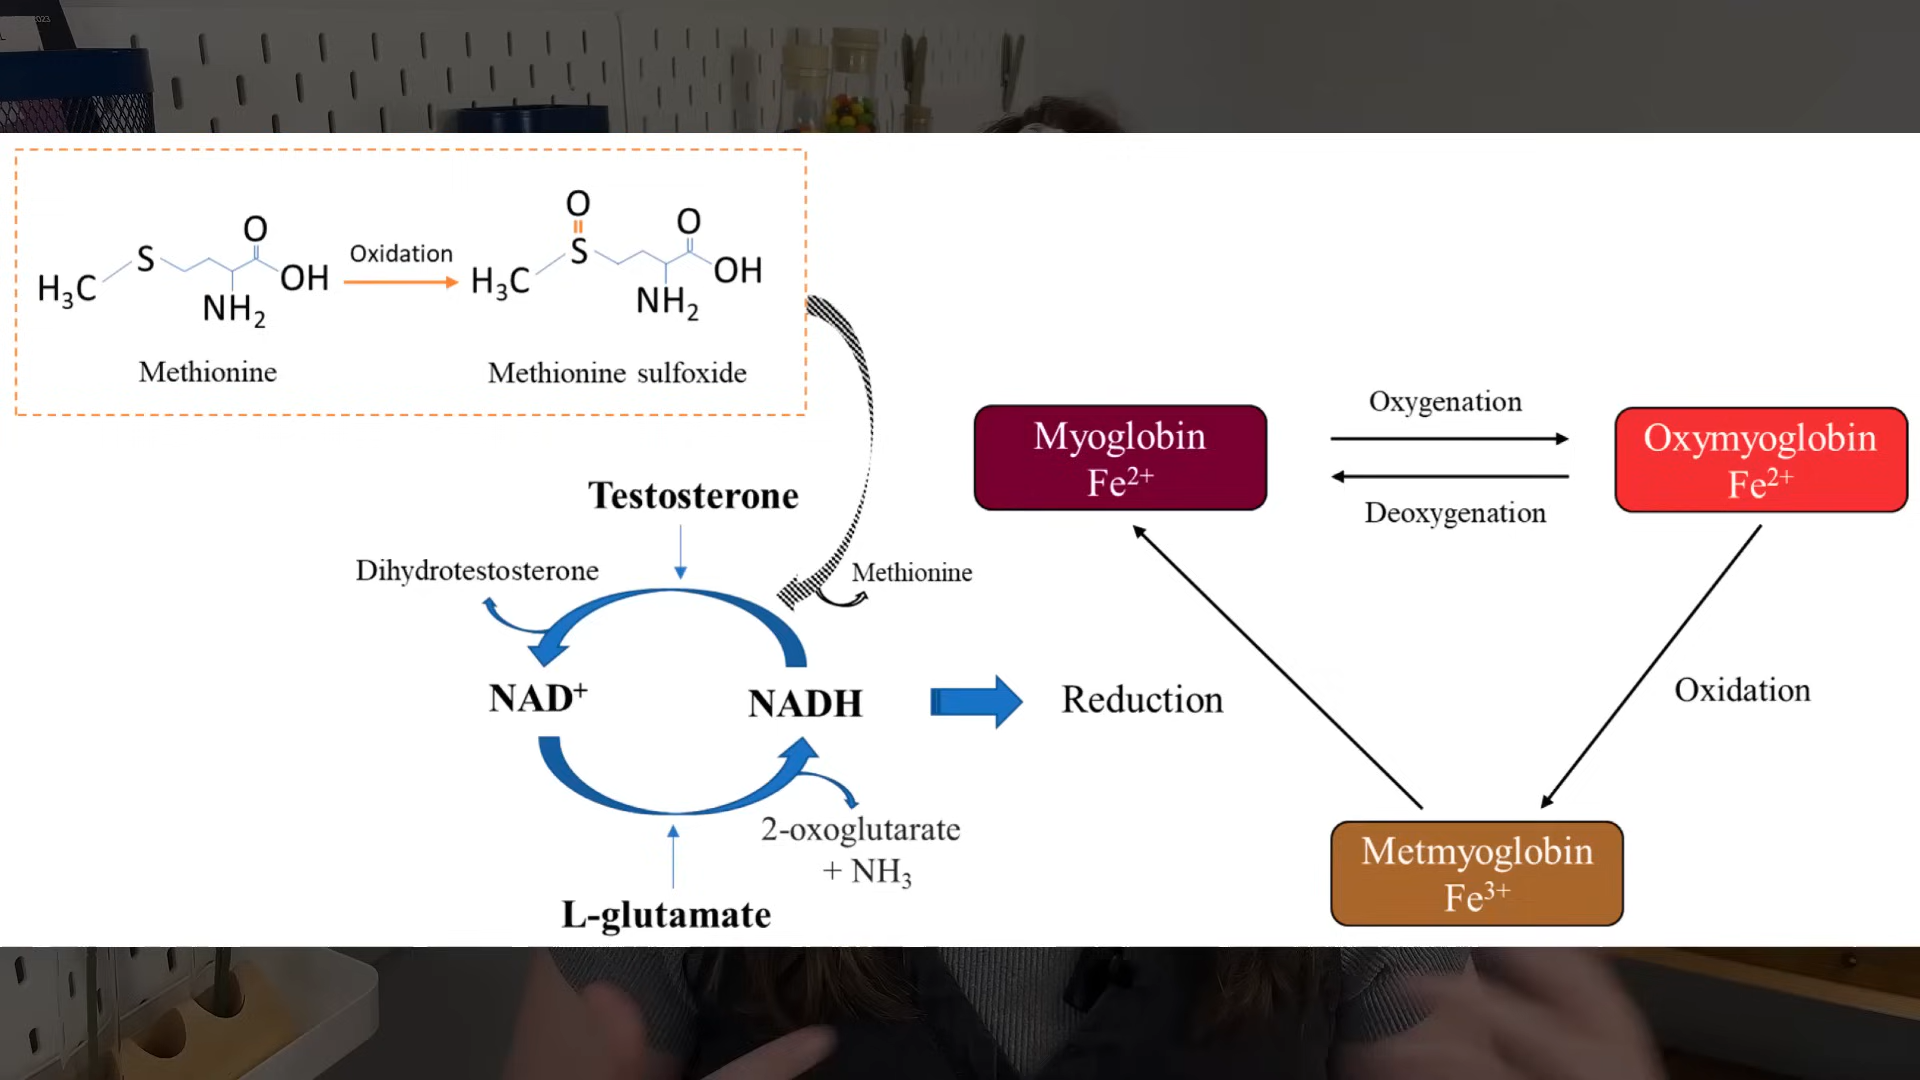 O
O
O
S
Oxidation
S
OH
OH
H₃C
H₃C
NH₂
NH₂
Methionine
Methionine sulfoxide
Testosterone
Dihydrotestosterone
Methionine
NAD⁺
NADH
Reduction
2-oxoglutarate
+ NH₃
L-glutamate
Myoglobin
Fe²⁺
Oxygenation
Deoxygenation
Oxymyoglobin
Fe²⁺
Oxidation
Metmyoglobin
Fe³⁺